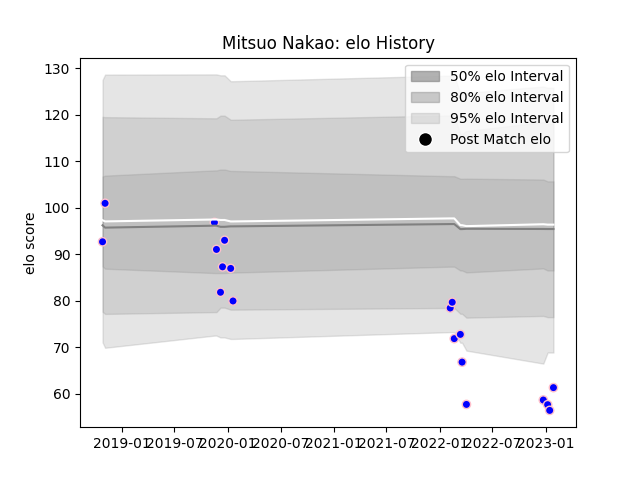 Mitsuo Nakao: elo History
50% elo Interval
80% elo Interval
95% elo Interval
Post Match elo
elo score
130
120
110
100
90
80
70
60
2019-01 2019-07 2020-01 2020-07 2021-01 2021-07 2022-01 2022-07 2023-01